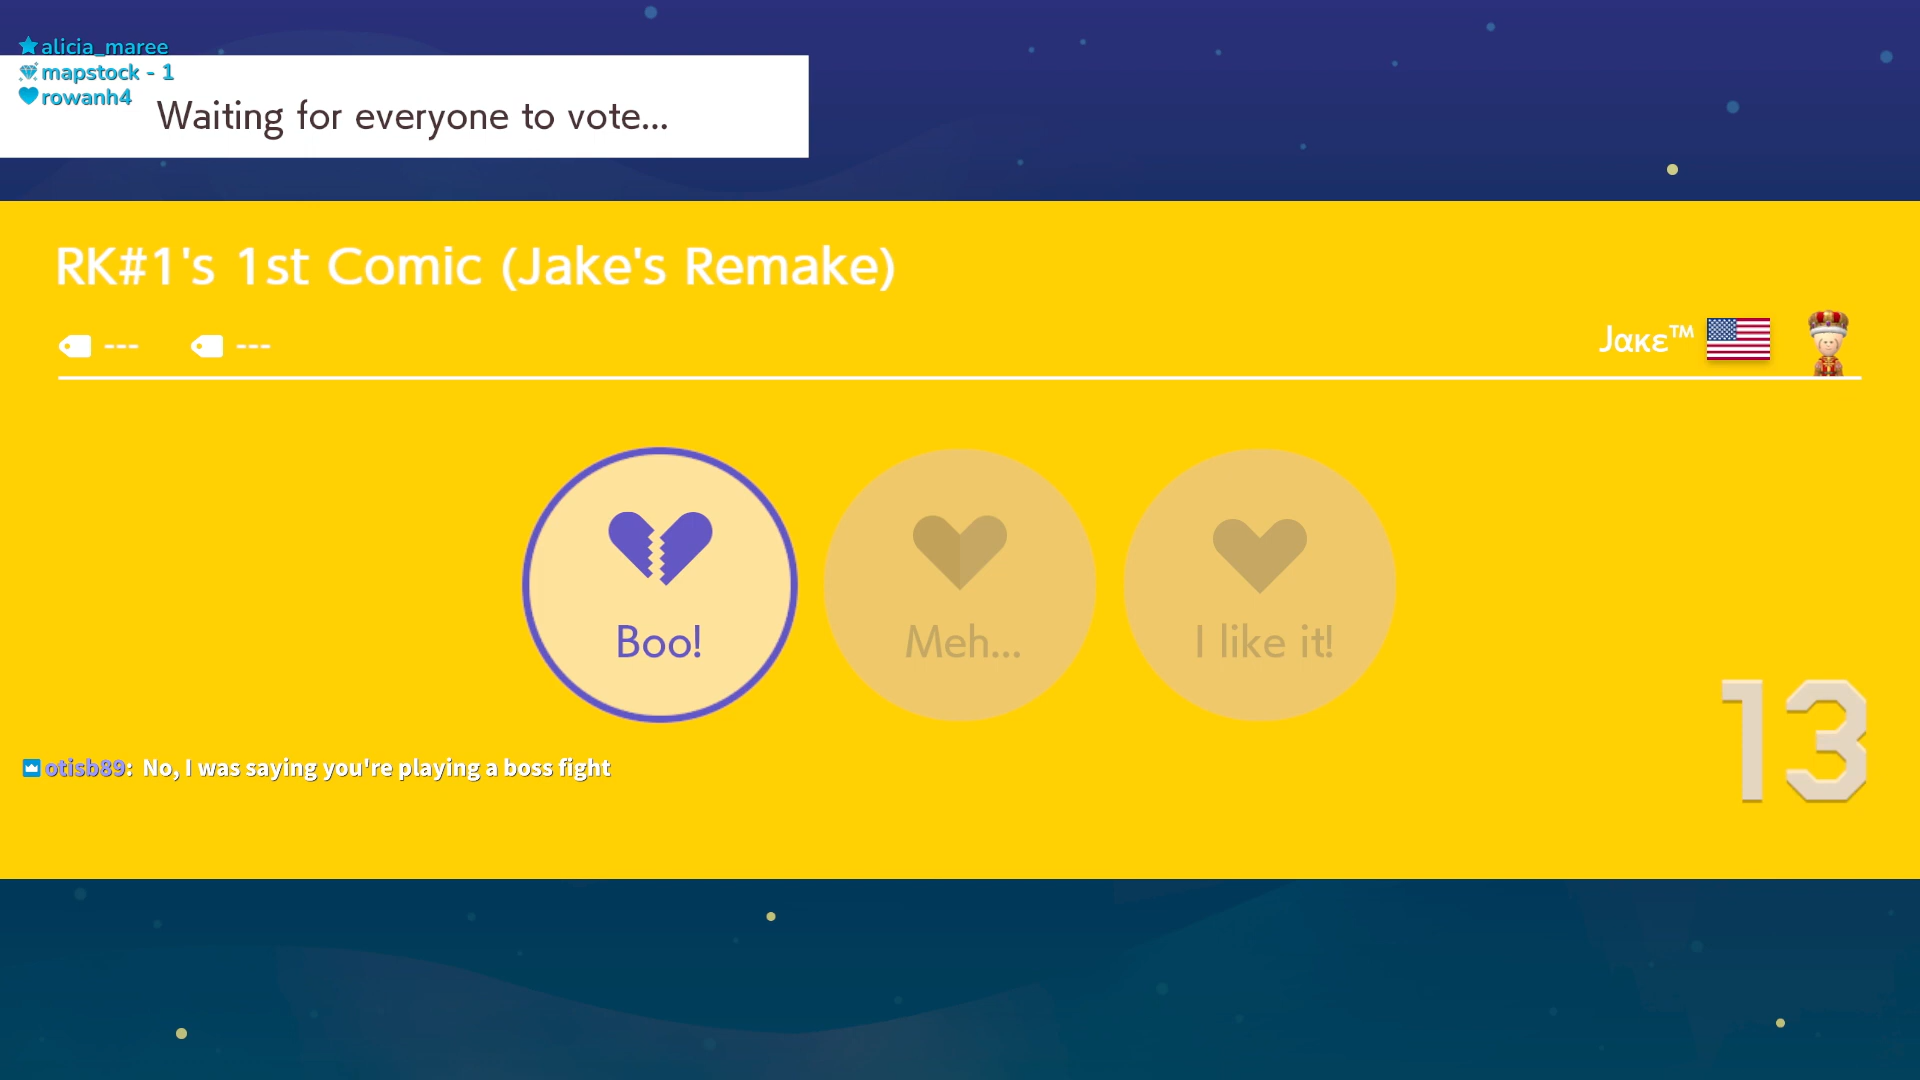 alicia_maree
mapstock - 1
rowanh4
Waiting for everyone to vote...
RK#1's 1st Comic (Jake's Remake)
--- ---
Jακε™
Boo!
Meh...
I like it!
13
otisb89: No, I was saying you're playing a boss fight